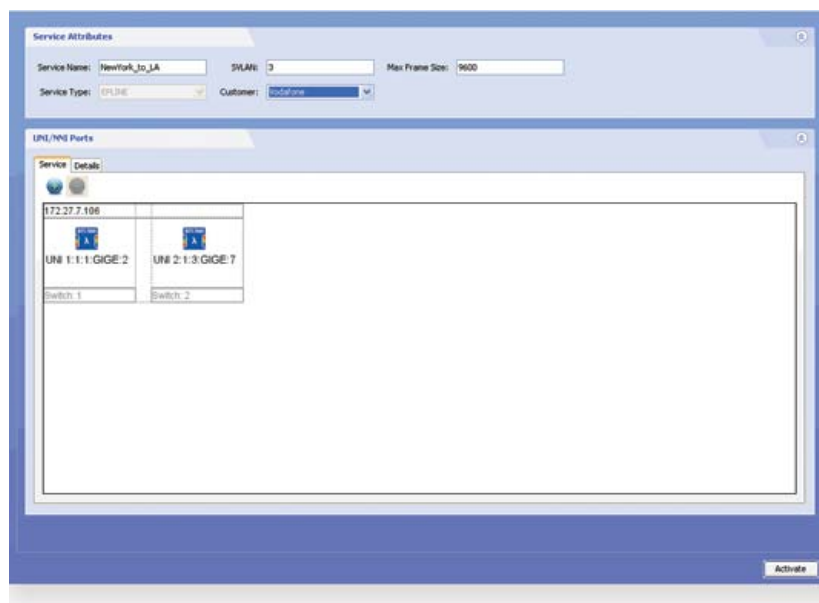 Service Attributes
Service Name: NewYork_to_LA SVLAN: 3 Max Frame Size: 9600
Service Type: EPLINE Customer: Vodafone
UNI/NNI Ports
Service Details
172.27.7.106
UNI 1:1:1:GIGE:2 UNI 2:1:3:GIGE:7
Switch: 1 Switch: 2
Activate